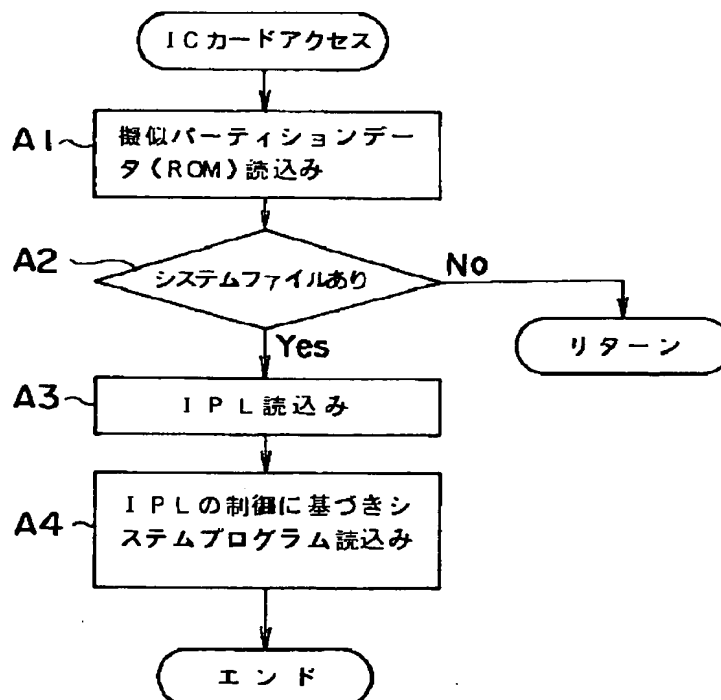 ICカードアクセス
A1
擬似パーティションデー
タ(ROM)読込み
A2
システムファイルあり
No
リターン
Yes
A3
IPL読込み
A4
IPLの制御に基づきシ
ステムプログラム読込み
エンド